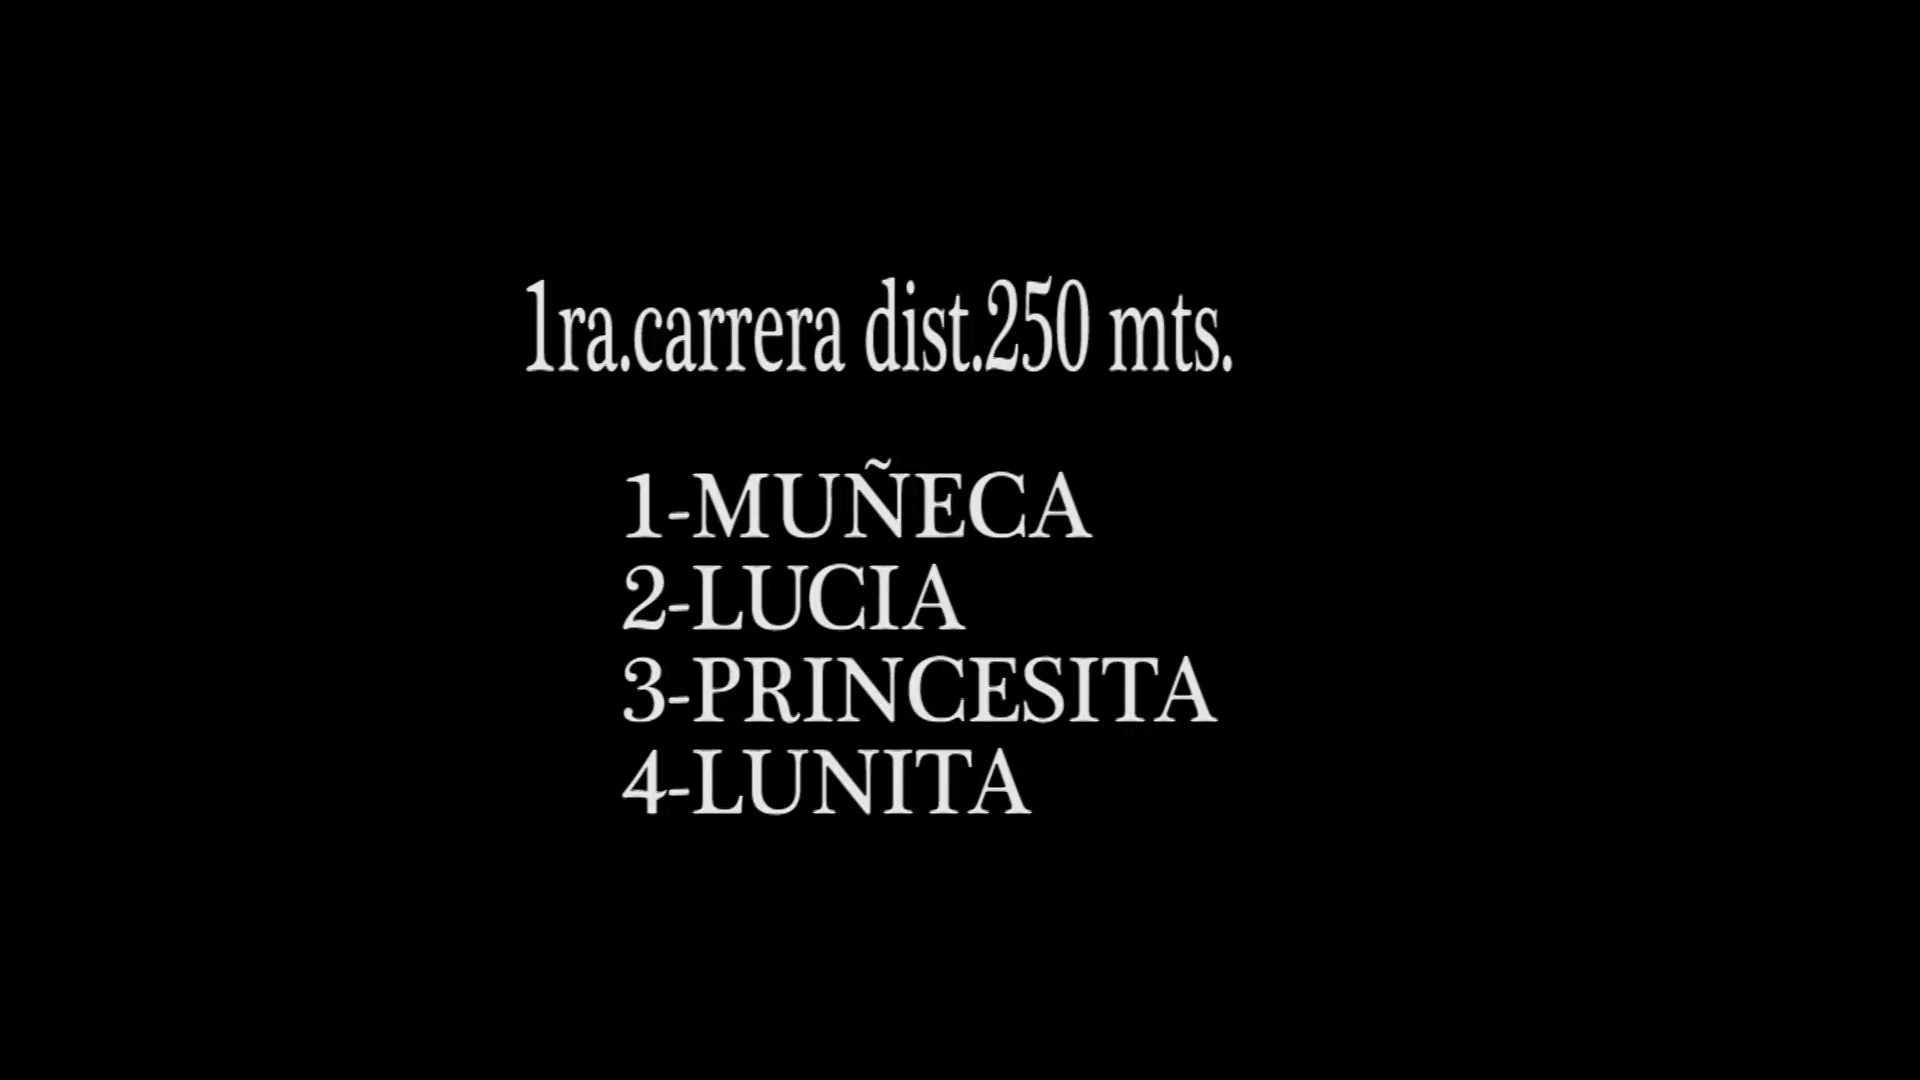 1ra.carrera dist.250 mts.
1-MUÑECA
2-LUCIA
3-PRINCESITA
4-LUNITA